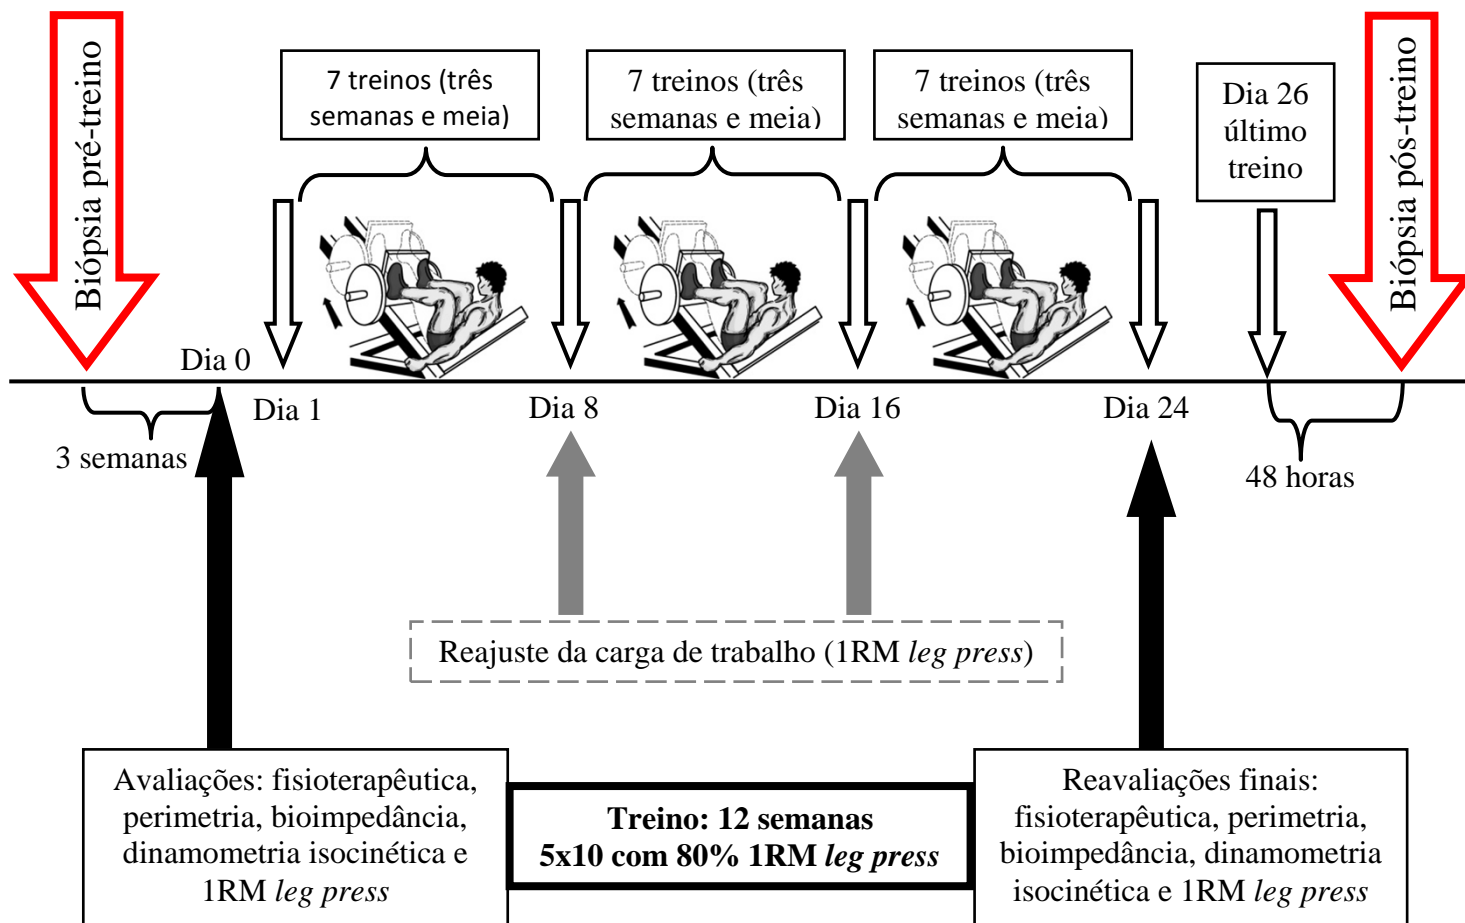 Biópsia pré-treino
7 treinos (três
semanas e meia)
7 treinos (três
semanas e meia)
7 treinos (três
semanas e meia)
Dia 26
último
treino
Biópsia pós-treino
Dia 0
Dia 1
Dia 8
Dia 16
Dia 24
3 semanas
48 horas
Reajuste da carga de trabalho (1RM leg press)
Avaliações: fisioterapêutica,
perimetria, bioimpedância,
dinamometria isocinética e
1RM leg press
Treino: 12 semanas
5x10 com 80% 1RM leg press
Reavaliações finais:
fisioterapêutica, perimetria,
bioimpedância, dinamometria
isocinética e 1RM leg press